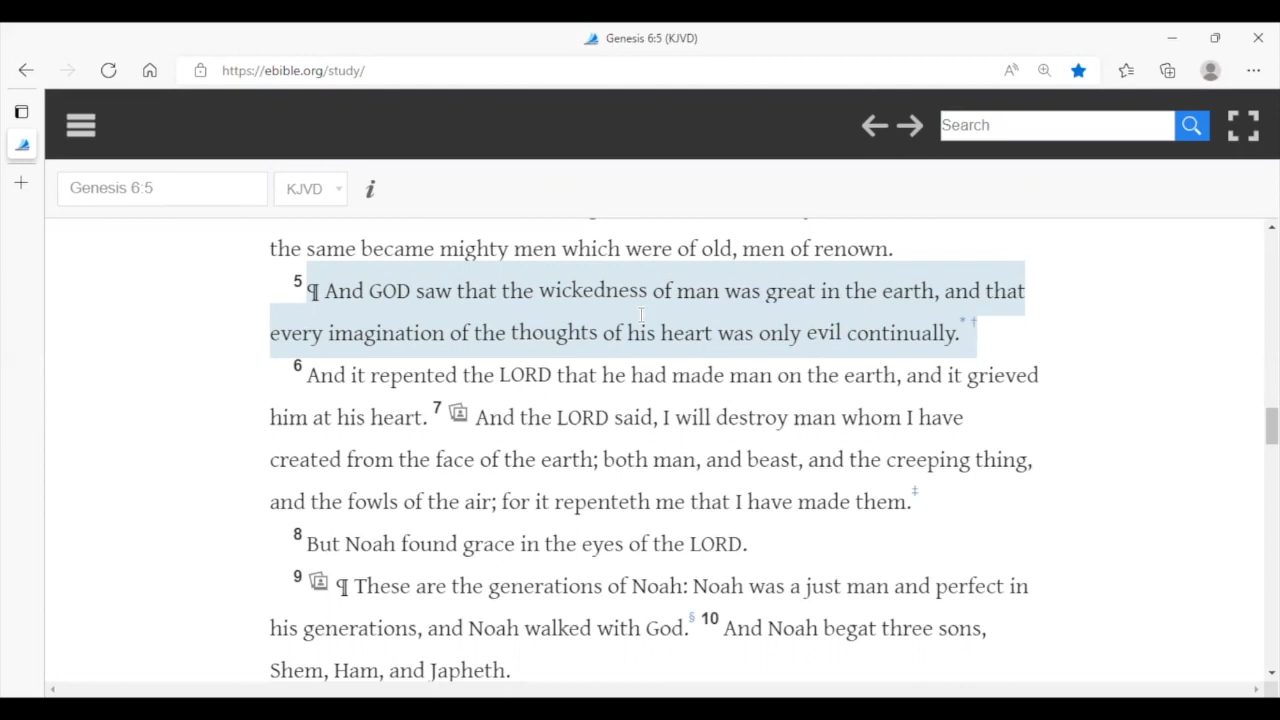 Genesis 6:5 (KJVD)
https://ebible.org/study/
Search
Genesis 6:5
KJVD
i
the same became mighty men which were of old, men of renown.
5 ¶ And GOD saw that the wickedness of man was great in the earth, and that
every imagination of the thoughts of his heart was only evil continually.* †
6 And it repented the LORD that he had made man on the earth, and it grieved
him at his heart. 7 And the LORD said, I will destroy man whom I have
created from the face of the earth; both man, and beast, and the creeping thing,
and the fowls of the air; for it repenteth me that I have made them.‡
8 But Noah found grace in the eyes of the LORD.
9 ¶ These are the generations of Noah: Noah was a just man and perfect in
his generations, and Noah walked with God.§ 10 And Noah begat three sons,
Shem, Ham, and Japheth.